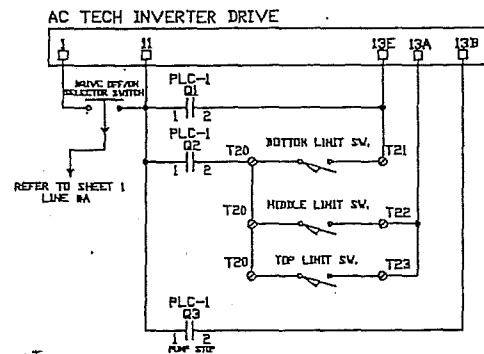 AC TECH INVERTER DRIVE
1 11 13E 13A 13B
DRIVE OFF/ON
SELECTOR SWITCH
PLC-1
Q1
1 2
PLC-1
Q2
1 2
T20 BOTTOM LIMIT SW. T21
REFER TO SHEET 1
LINE
T20 MIDDLE LIMIT SW. T22
T20 TOP LIMIT SW. T23
PLC-1
Q3
1 2
PUMP STOP